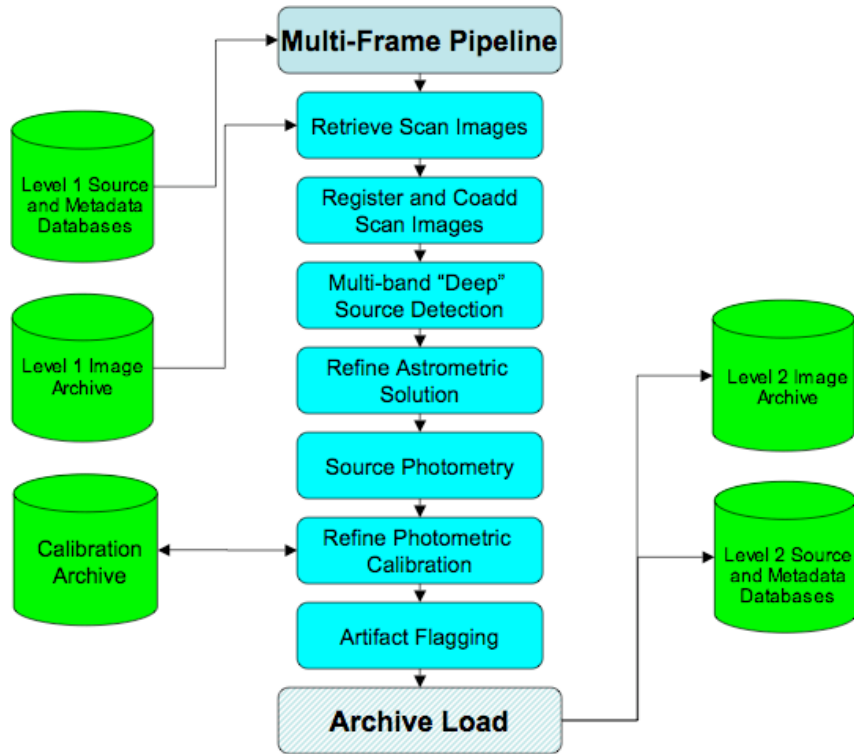 Multi-Frame Pipeline
Retrieve Scan Images
Level 1 Source
and Metadata
Databases
Register and Coadd
Scan Images
Multi-band “Deep”
Source Detection
Level 1 Image
Archive
Refine Astrometric
Solution
Level 2 Image
Archive
Source Photometry
Calibration
Archive
Refine Photometric
Calibration
Level 2 Source
and Metadata
Databases
Artifact Flagging
Archive Load